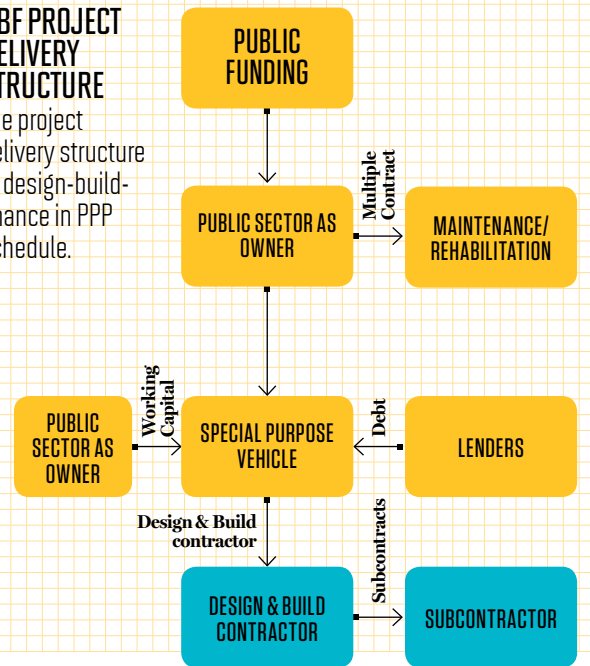 BF PROJECT
ELIVERY
TRUCTURE
e project
elivery structure
design-build-
nance in PPP
chedule.
PUBLIC
FUNDING
PUBLIC SECTOR AS
OWNER
Multiple
Contract
MAINTENANCE/
REHABILITATION
PUBLIC
SECTOR AS
OWNER
Working
Capital
SPECIAL PURPOSE
VEHICLE
Debt
LENDERS
Design & Build
contractor
DESIGN & BUILD
CONTRACTOR
Subcontracts
SUBCONTRACTOR